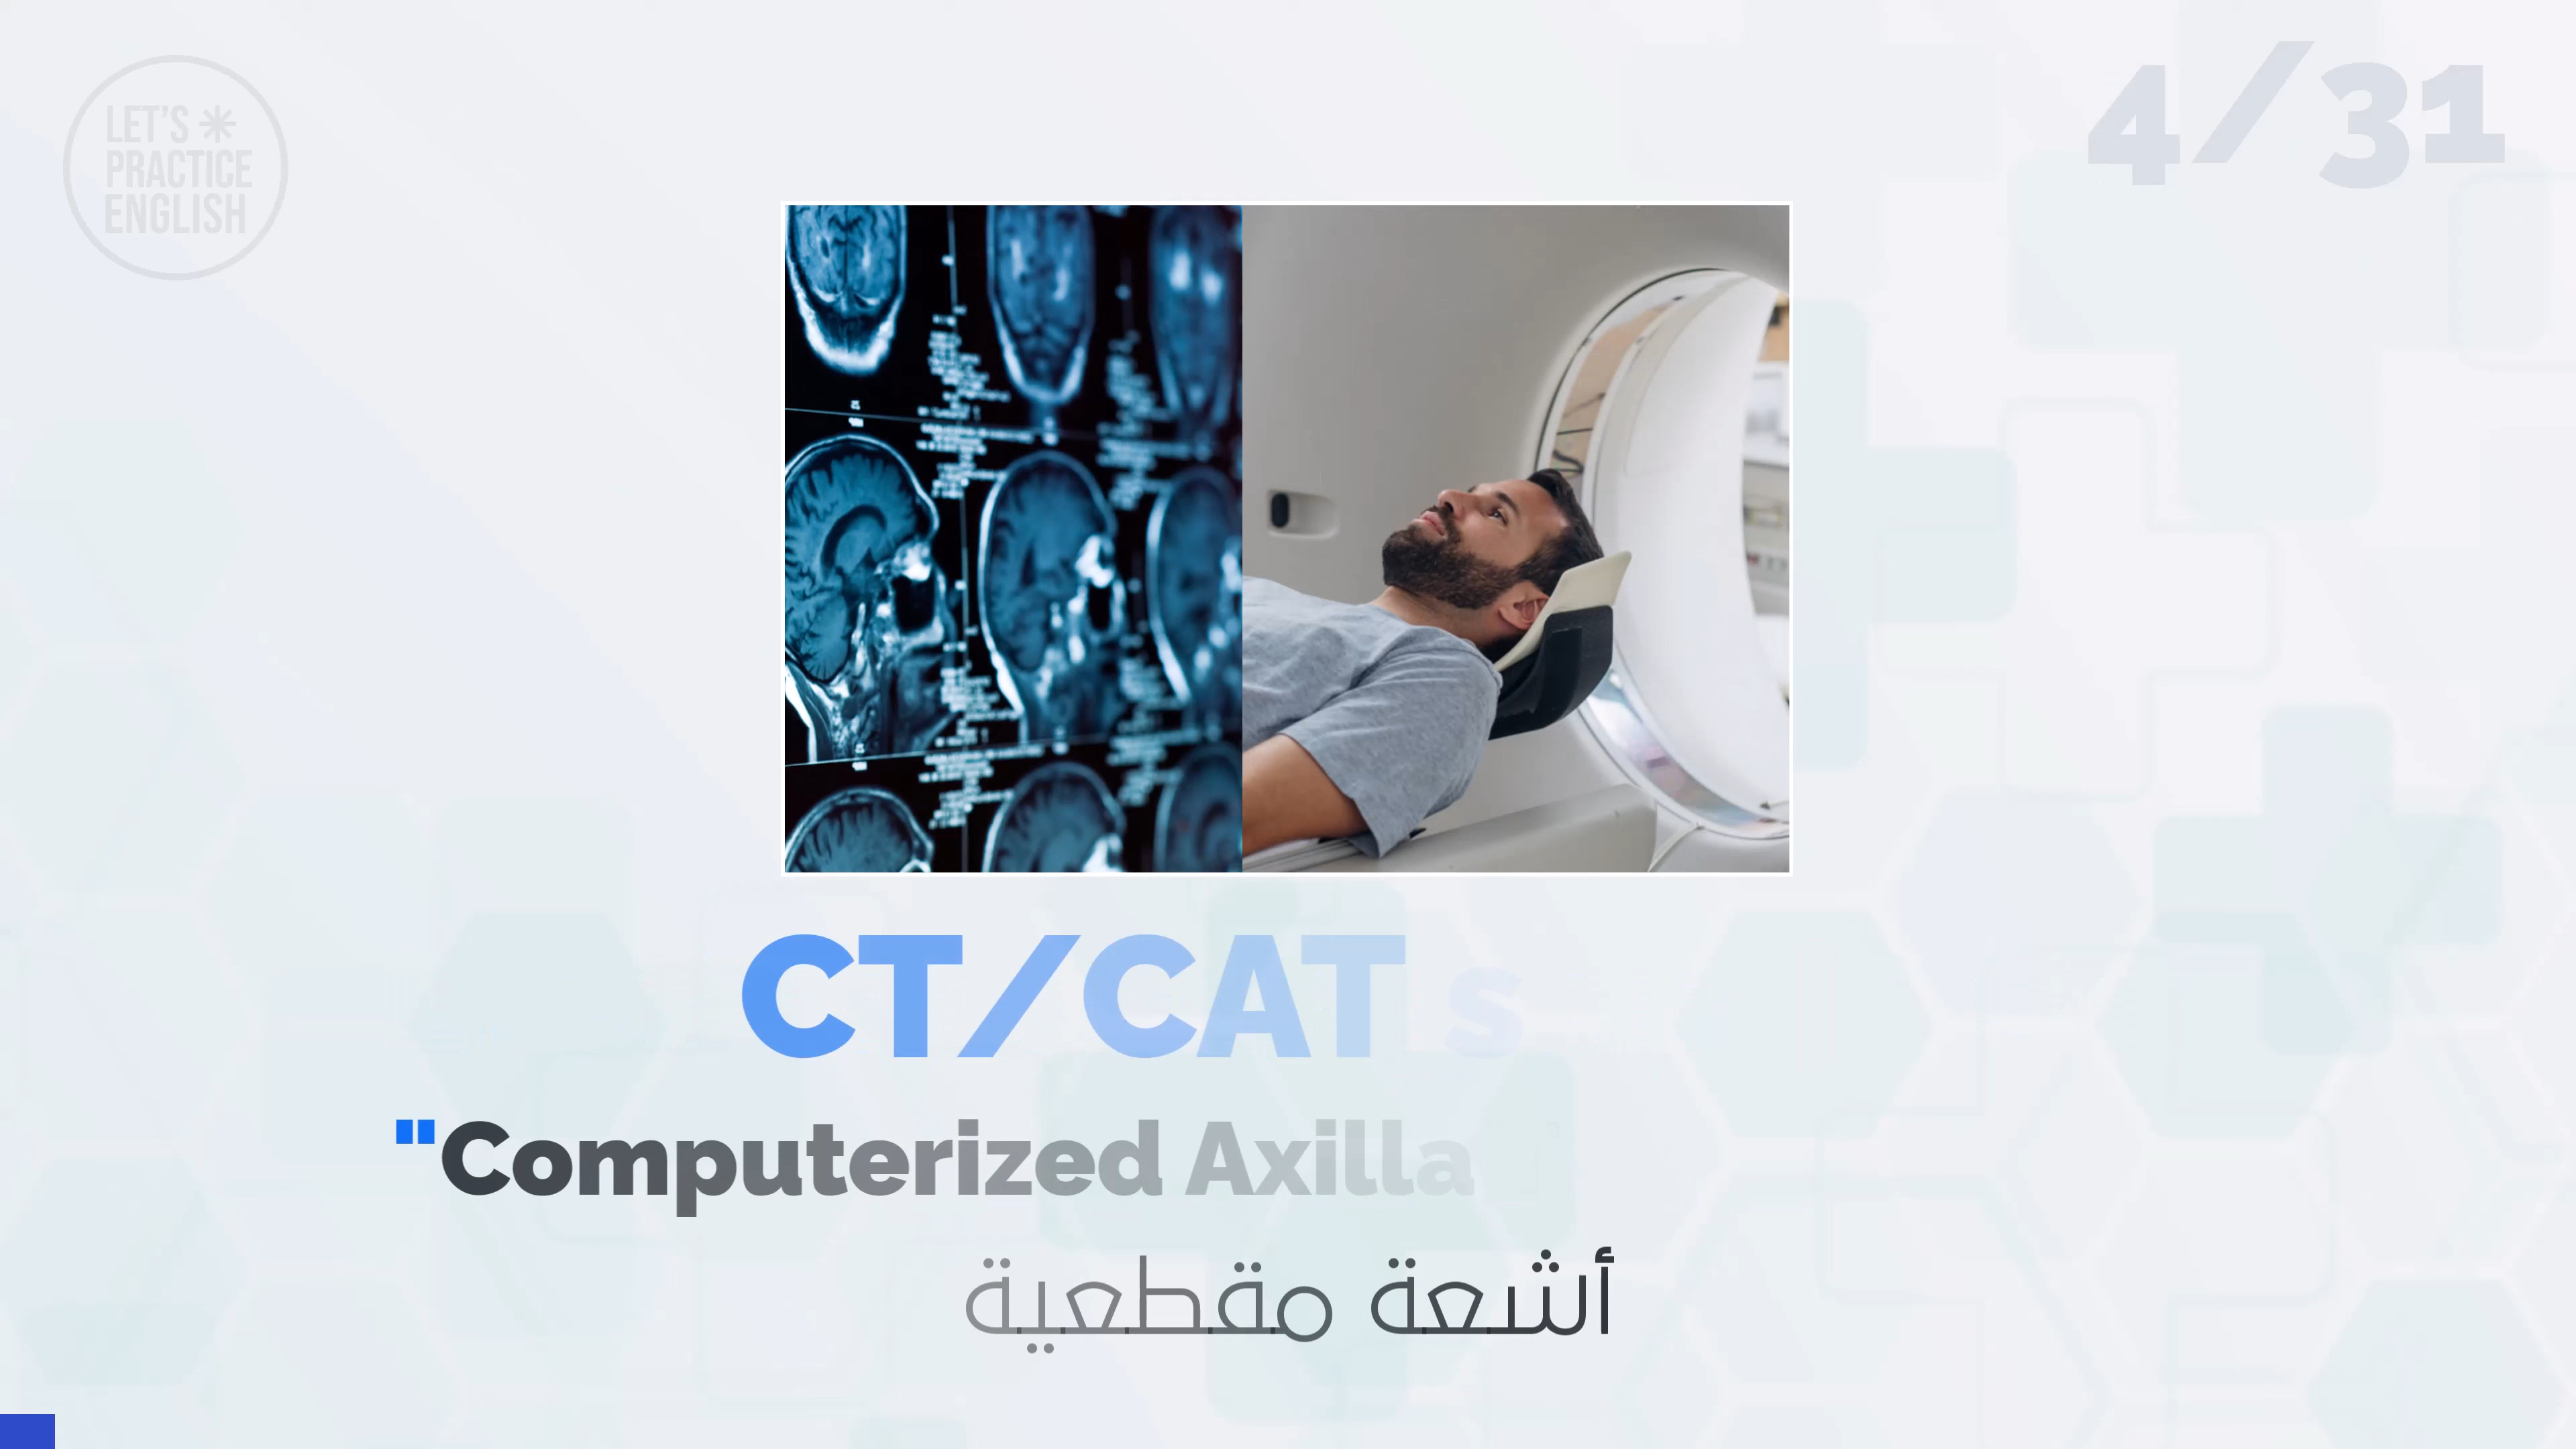 LET'S
PRACTICE
ENGLISH
4/31
CT/CAT s
"Computerized Axilla
أشعة مقطعية